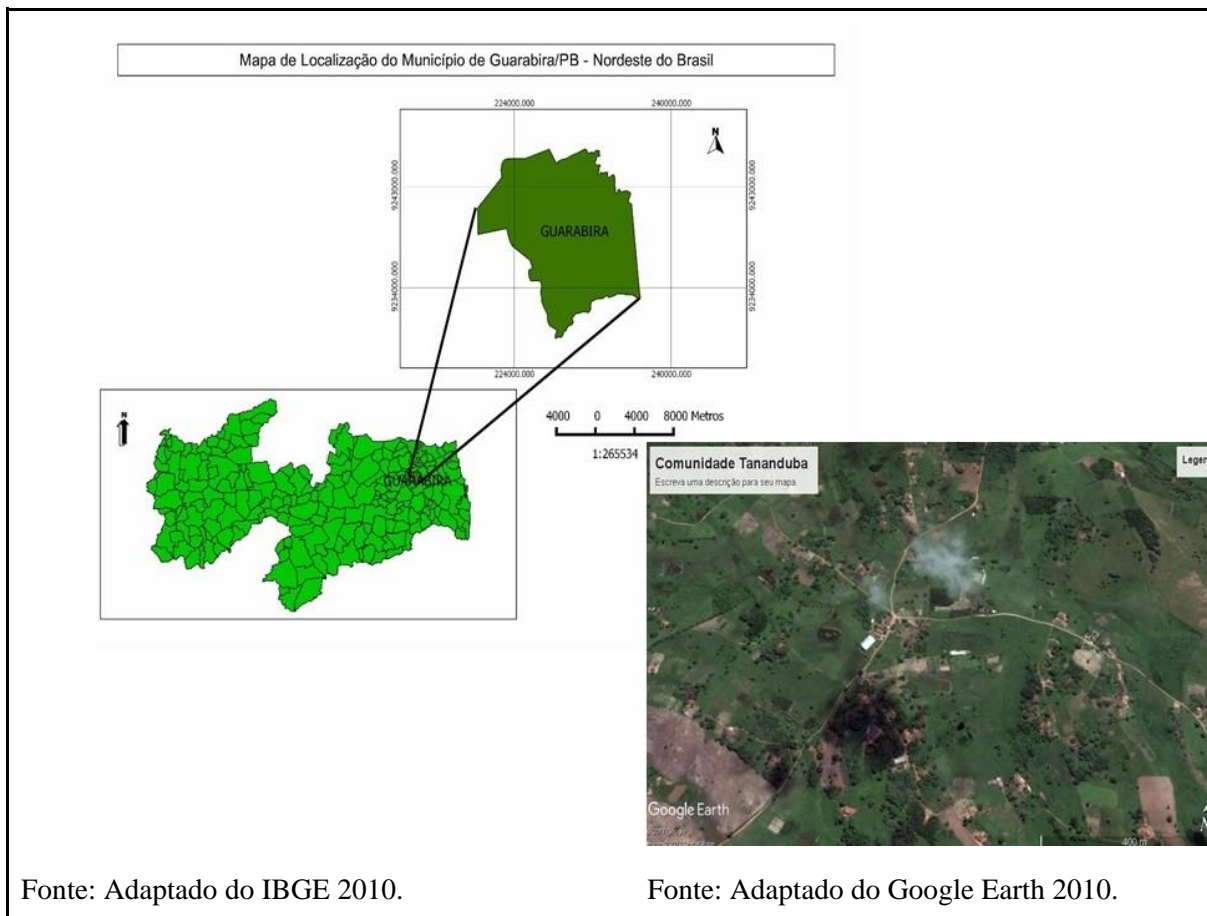 Mapa de Localização do Município de Guarabira/PB - Nordeste do Brasil
224000.000 240000.000
N
9243000.000 9243000.000
GUARABIRA
9234000.000 9234000.000
224000.000 240000.000
N
GUARABIRA
4000 0 4000 8000 Metros
1:265534
Comunidade Tananduba
Escreva uma descrição para seu mapa
Legen
Google Earth
400 m
Fonte: Adaptado do IBGE 2010.
Fonte: Adaptado do Google Earth 2010.